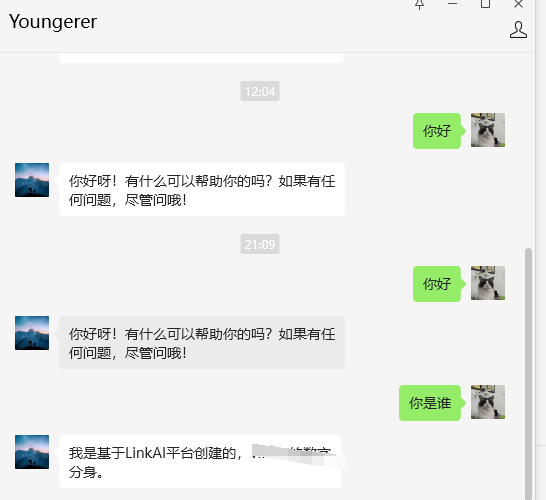 Youngerer
12:04
你好
你好呀！有什么可以帮助你的吗？如果有任
何问题，尽管问哦！
21:09
你好
你好呀！有什么可以帮助你的吗？如果有任
何问题，尽管问哦！
你是谁
我是基于LinkAI平台创建的，的数字
分身。